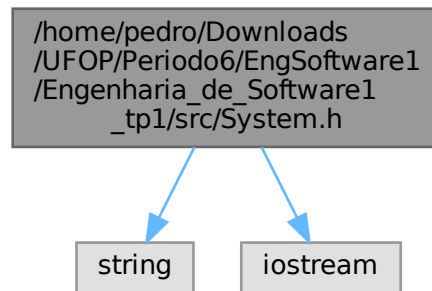 /home/pedro/Downloads
/UFOP/Periodo6/EngSoftware1
/Engenharia_de_Software1
_tp1/src/System.h
string
iostream